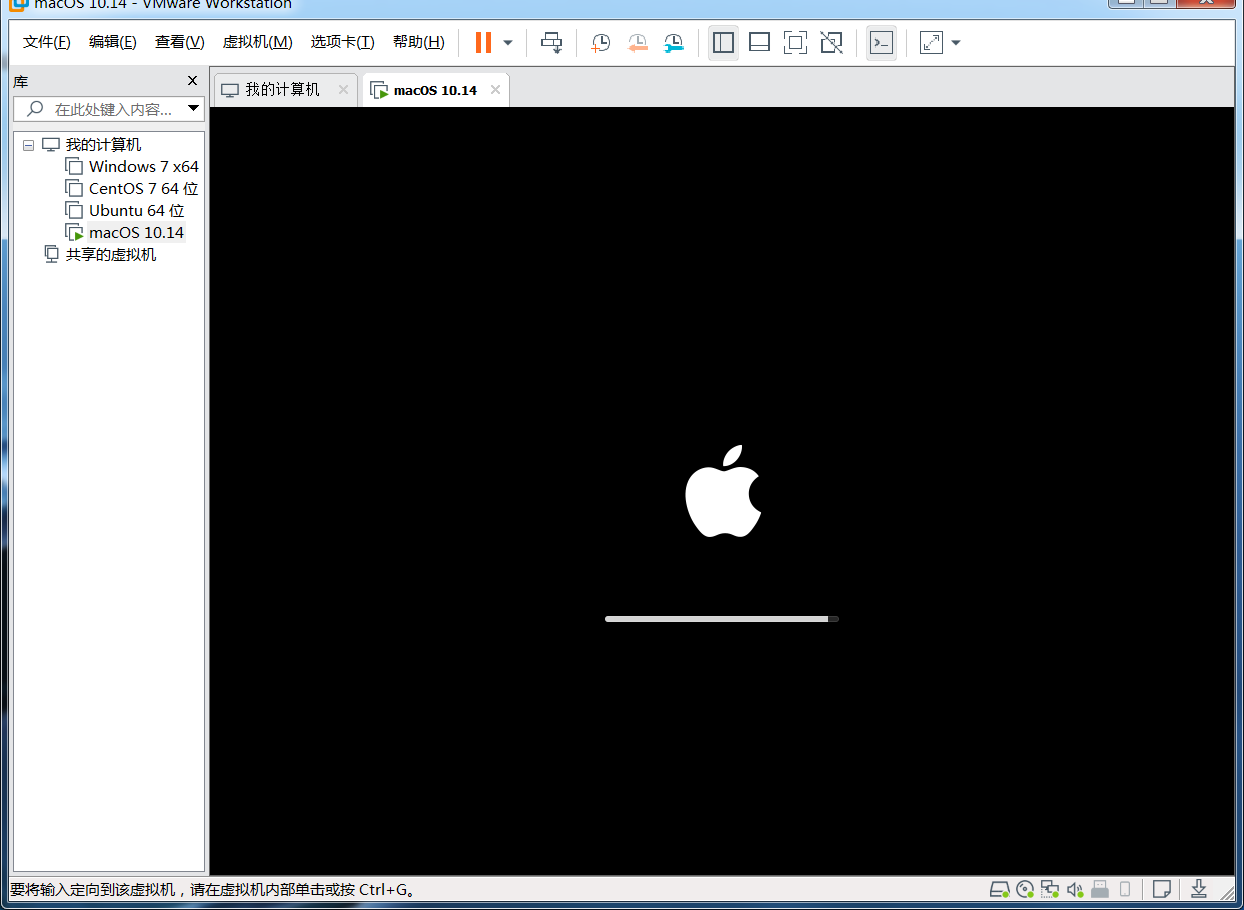 macOS 10.14 - VMware Workstation
文件(F) 编辑(E) 查看(V) 虚拟机(M) 选项卡(T) 帮助(H)
库
在此处键入内容...
我的计算机
Windows 7 x64
CentOS 7 64 位
Ubuntu 64 位
macOS 10.14
共享的虚拟机
我的计算机
macOS 10.14
要将输入定向到该虚拟机，请在虚拟机内部单击或按 Ctrl+G。